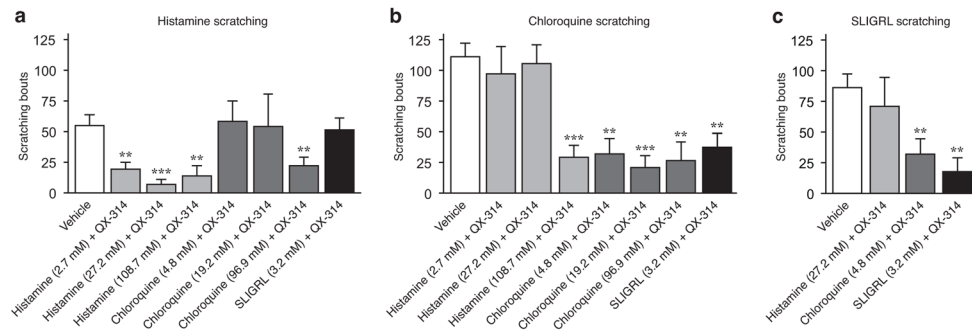 a
Histamine scratching
Scratching bouts
125
100
75
50
25
0
**
***
**
**
Vehicle
Histamine (2.7 mM) + QX-314
Histamine (27.2 mM) + QX-314
Histamine (108.7 mM) + QX-314
Chloroquine (4.8 mM) + QX-314
Chloroquine (19.2 mM) + QX-314
Chloroquine (96.9 mM) + QX-314
SLIGRL (3.2 mM) + QX-314
b
Chloroquine scratching
Scratching bouts
125
100
75
50
25
0
***
**
***
**
**
Vehicle
Histamine (2.7 mM) + QX-314
Histamine (27.2 mM) + QX-314
Histamine (108.7 mM) + QX-314
Chloroquine (4.8 mM) + QX-314
Chloroquine (19.2 mM) + QX-314
Chloroquine (96.9 mM) + QX-314
SLIGRL (3.2 mM) + QX-314
c
SLIGRL scratching
Scratching bouts
125
100
75
50
25
0
**
**
Vehicle
Histamine (27.2 mM) + QX-314
Chloroquine (4.8 mM) + QX-314
SLIGRL (3.2 mM) + QX-314